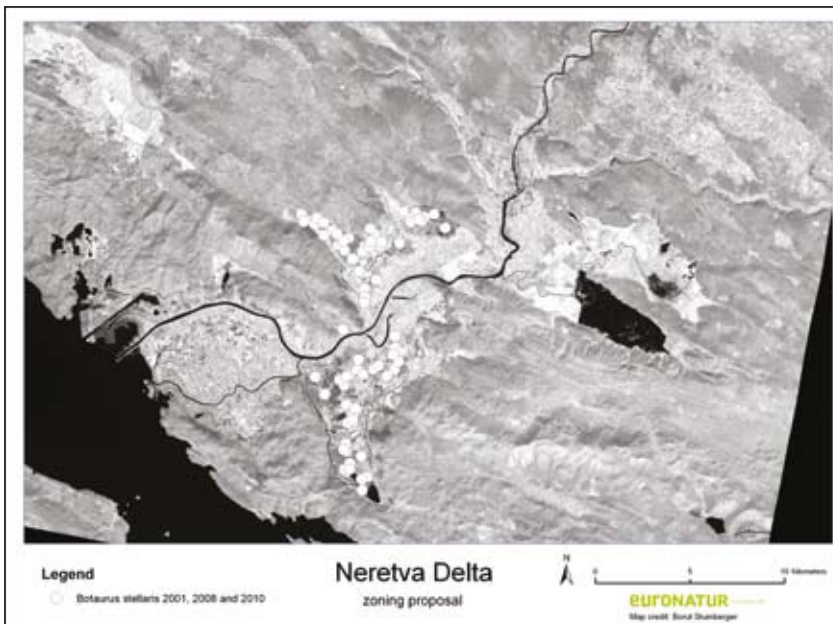 Legend
Botaurus stellaris 2001, 2008 and 2010
Neretva Delta
zoning proposal
N
0 5 10 Kilometers
euronatur
Map credit: Borut Stumberger